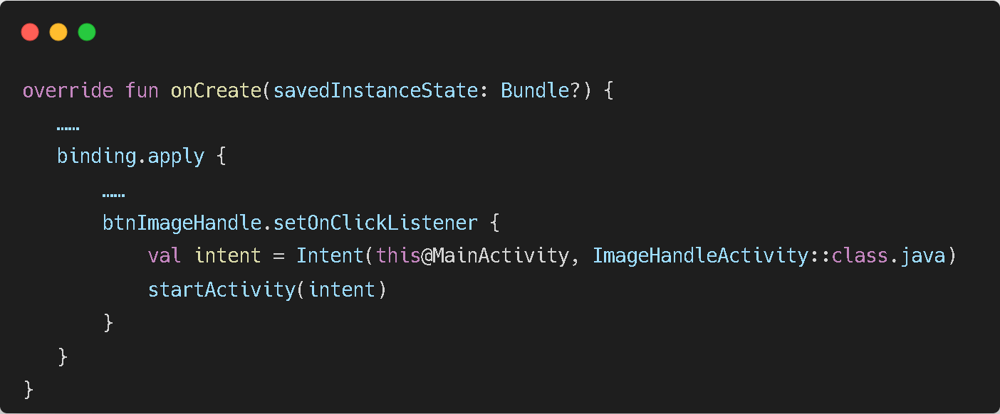 override fun onCreate(savedInstanceState: Bundle?) {
……
binding.apply {
……
btnImageHandle.setOnClickListener {
val intent = Intent(this@MainActivity, ImageHandleActivity::class.java)
startActivity(intent)
}
}
}